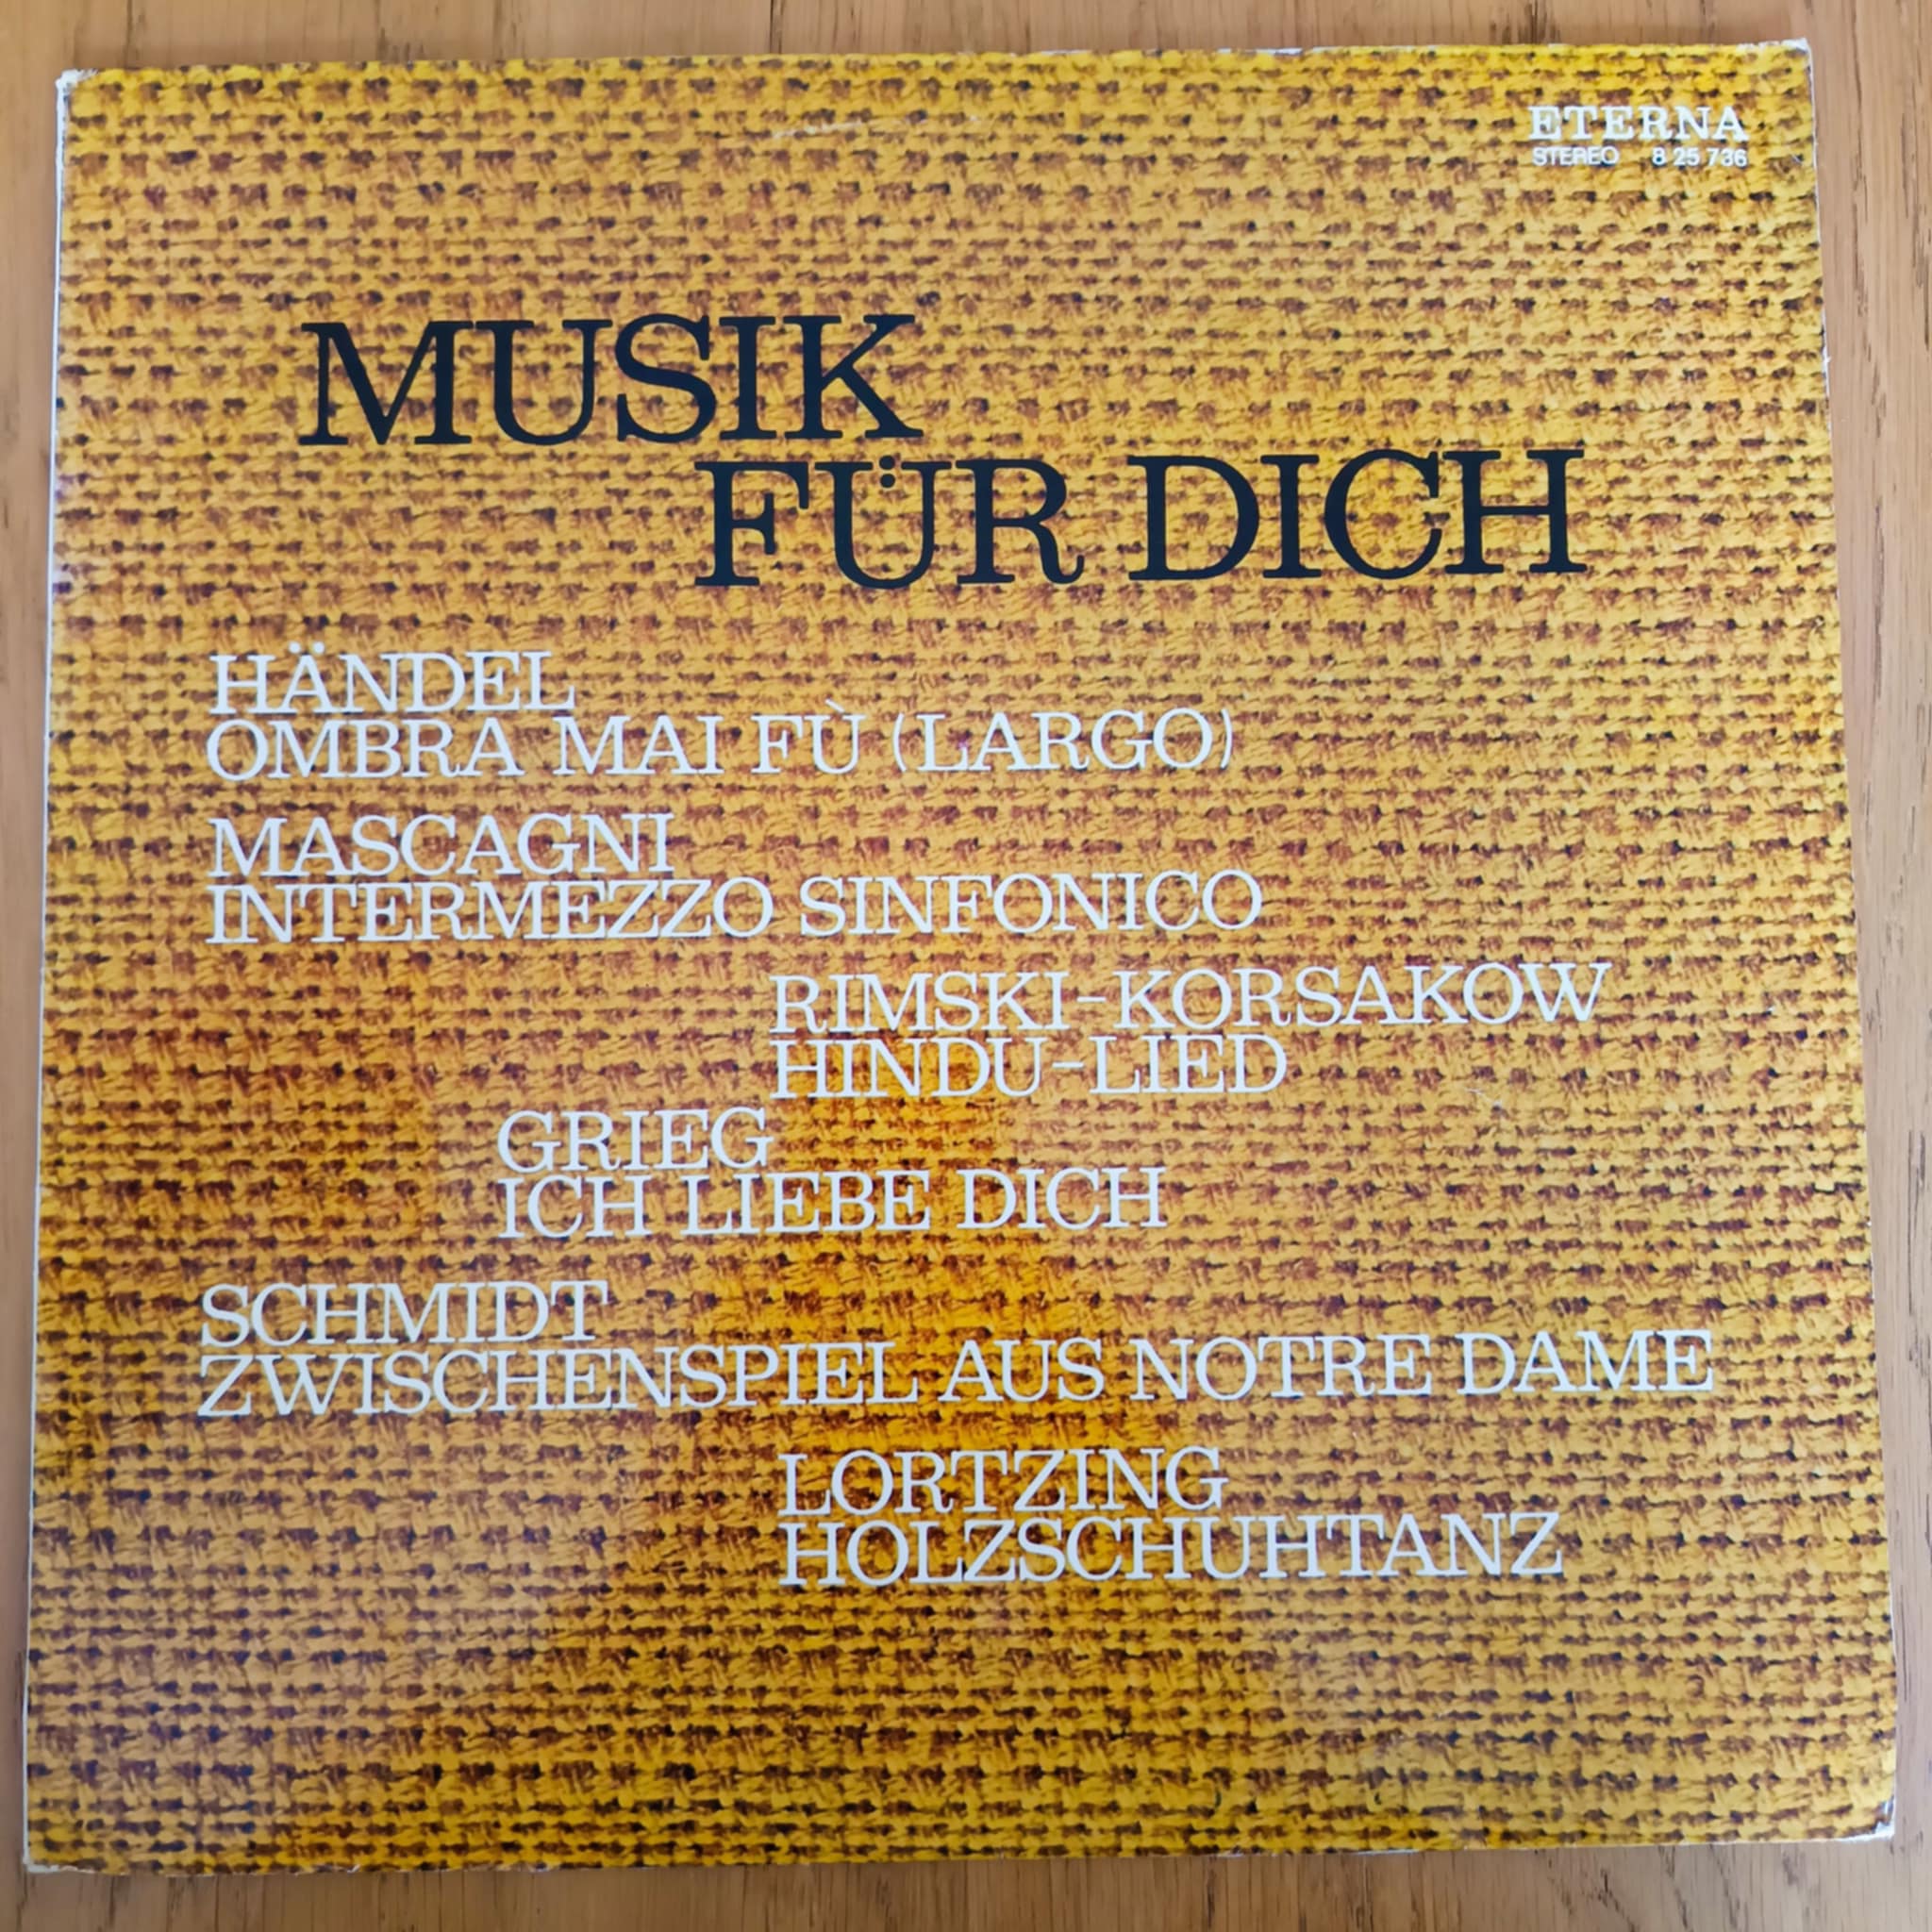 ETERNA
STEREO 8 25 736
MUSIK
FÜR DICH
HÄNDEL
OMBRA MAI FÙ (LARGO)
MASCAGNI
INTERMEZZO SINFONICO
RIMSKI-KORSAKOW
HINDU-LIED
GRIEG
ICH LIEBE DICH
SCHMIDT
ZWISCHENSPIEL AUS NOTRE DAME
LORTZING
HOLZSCHUHTANZ